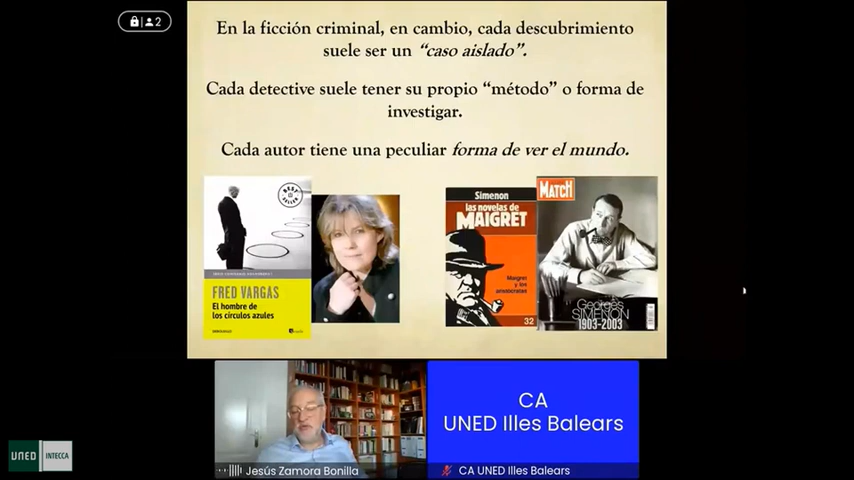 2
En la ficción criminal, en cambio, cada descubrimiento
suele ser un “caso aislado”.
Cada detective suele tener su propio “método” o forma de
investigar.
Cada autor tiene una peculiar forma de ver el mundo.
BEST
SELLER
FRED VARGAS
El hombre de
los círculos azules
Simenon
las novelas de
MAIGRET
Maigret
y los
aristócratas
32
MATCH
Georges
SIMENON
1903-2003
CA
UNED Illes Balears
Jesús Zamora Bonilla
CA UNED Illes Balears
UNED
INTECCA